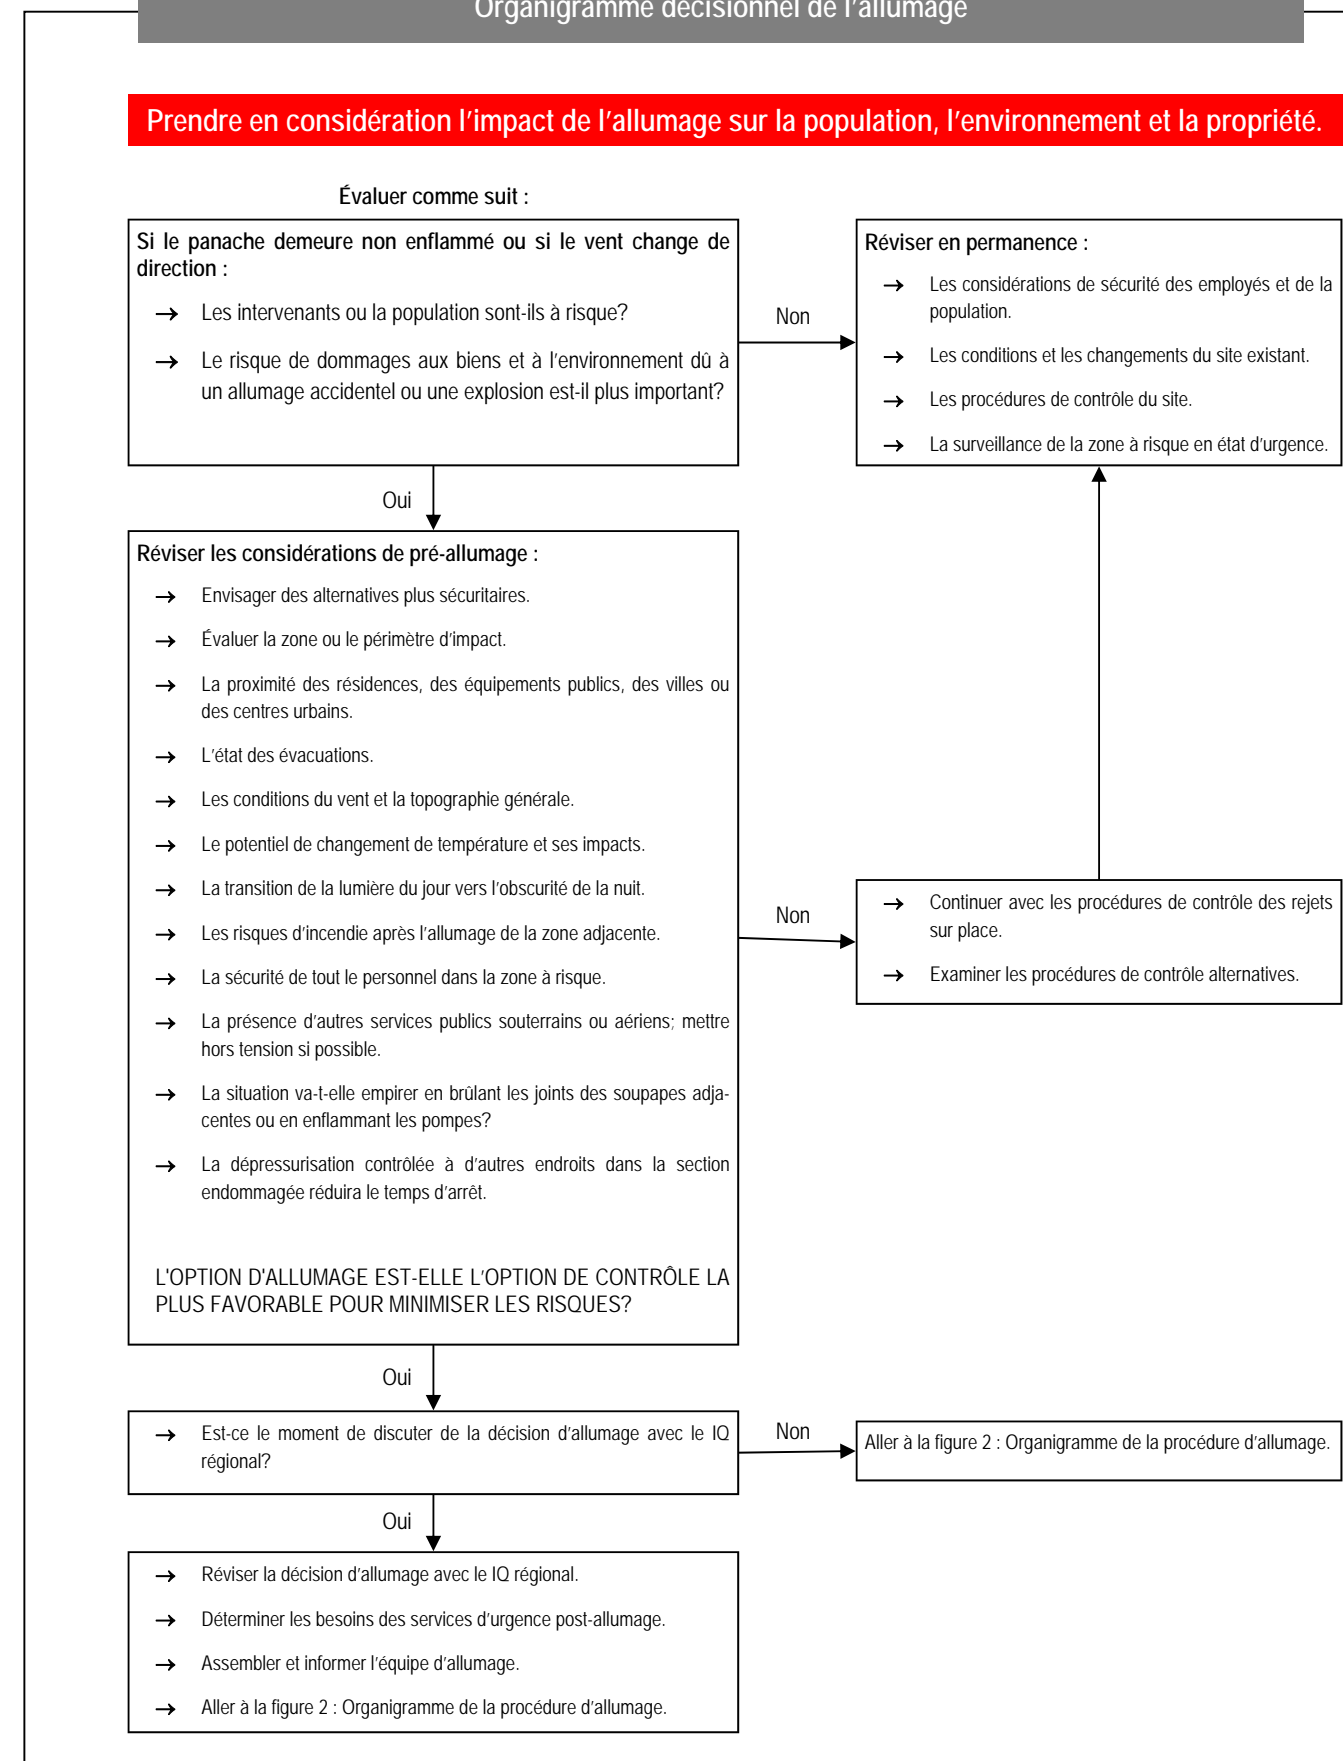 Organigramme décisionnel de l'allumage
Prendre en considération l'impact de l'allumage sur la population, l'environnement et la propriété.
Évaluer comme suit :
Si le panache demeure non enflammé ou si le vent change de
direction :
→ Les intervenants ou la population sont-ils à risque?
→ Le risque de dommages aux biens et à l'environnement dû à
un allumage accidentel ou une explosion est-il plus important?
Non
Réviser en permanence :
→ Les considérations de sécurité des employés et de la
population.
→ Les conditions et les changements du site existant.
→ Les procédures de contrôle du site.
→ La surveillance de la zone à risque en état d'urgence.
Oui
Réviser les considérations de pré-allumage :
→ Envisager des alternatives plus sécuritaires.
→ Évaluer la zone ou le périmètre d'impact.
→ La proximité des résidences, des équipements publics, des villes ou
des centres urbains.
→ L'état des évacuations.
→ Les conditions du vent et la topographie générale.
→ Le potentiel de changement de température et ses impacts.
→ La transition de la lumière du jour vers l'obscurité de la nuit.
→ Les risques d'incendie après l'allumage de la zone adjacente.
→ La sécurité de tout le personnel dans la zone à risque.
→ La présence d'autres services publics souterrains ou aériens; mettre
hors tension si possible.
→ La situation va-t-elle empirer en brûlant les joints des soupapes adja-
centes ou en enflammant les pompes?
→ La dépressurisation contrôlée à d'autres endroits dans la section
endommagée réduira le temps d'arrêt.
L'OPTION D'ALLUMAGE EST-ELLE L'OPTION DE CONTRÔLE LA
PLUS FAVORABLE POUR MINIMISER LES RISQUES?
Non
→ Continuer avec les procédures de contrôle des rejets
sur place.
→ Examiner les procédures de contrôle alternatives.
Oui
→ Est-ce le moment de discuter de la décision d'allumage avec le IQ
régional?
Non
Aller à la figure 2 : Organigramme de la procédure d'allumage.
Oui
→ Réviser la décision d'allumage avec le IQ régional.
→ Déterminer les besoins des services d'urgence post-allumage.
→ Assembler et informer l'équipe d'allumage.
→ Aller à la figure 2 : Organigramme de la procédure d'allumage.